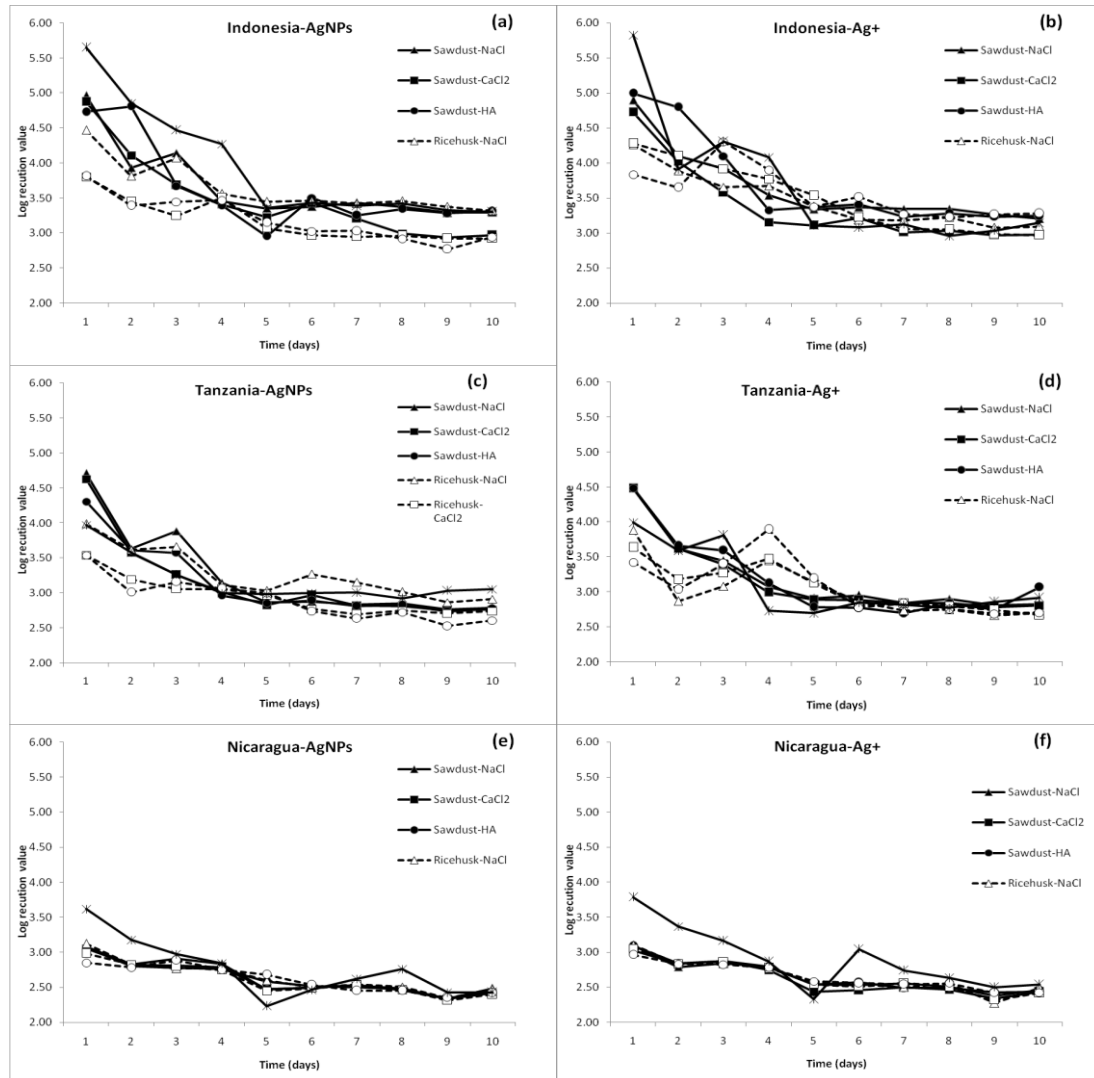 Indonesia-AgNPs
(a)
6.00
5.50
5.00
4.50
4.00
3.50
3.00
2.50
2.00
Log recution value
Sawdust-NaCl
Sawdust-CaCl2
Sawdust-HA
Ricehusk-NaCl
1 2 3 4 5 6 7 8 9 10
Time (days)
Indonesia-Ag+
(b)
6.00
5.50
5.00
4.50
4.00
3.50
3.00
2.50
2.00
Log recution value
Sawdust-NaCl
Sawdust-CaCl2
Sawdust-HA
Ricehusk-NaCl
1 2 3 4 5 6 7 8 9 10
Time (days)
Tanzania-AgNPs
(c)
6.00
5.50
5.00
4.50
4.00
3.50
3.00
2.50
2.00
Log recution value
Sawdust-NaCl
Sawdust-CaCl2
Sawdust-HA
Ricehusk-NaCl
Ricehusk-
CaCl2
1 2 3 4 5 6 7 8 9 10
Time (days)
Tanzania-Ag+
(d)
6.00
5.50
5.00
4.50
4.00
3.50
3.00
2.50
2.00
Log recution value
Sawdust-NaCl
Sawdust-CaCl2
Sawdust-HA
Ricehusk-NaCl
1 2 3 4 5 6 7 8 9 10
Time (days)
Nicaragua-AgNPs
(e)
6.00
5.50
5.00
4.50
4.00
3.50
3.00
2.50
2.00
Log recution value
Sawdust-NaCl
Sawdust-CaCl2
Sawdust-HA
Ricehusk-NaCl
1 2 3 4 5 6 7 8 9 10
Time (days)
Nicaragua-Ag+
(f)
6.00
5.50
5.00
4.50
4.00
3.50
3.00
2.50
2.00
Log recution value
Sawdust-NaCl
Sawdust-CaCl2
Sawdust-HA
Ricehusk-NaCl
1 2 3 4 5 6 7 8 9 10
Time (days)